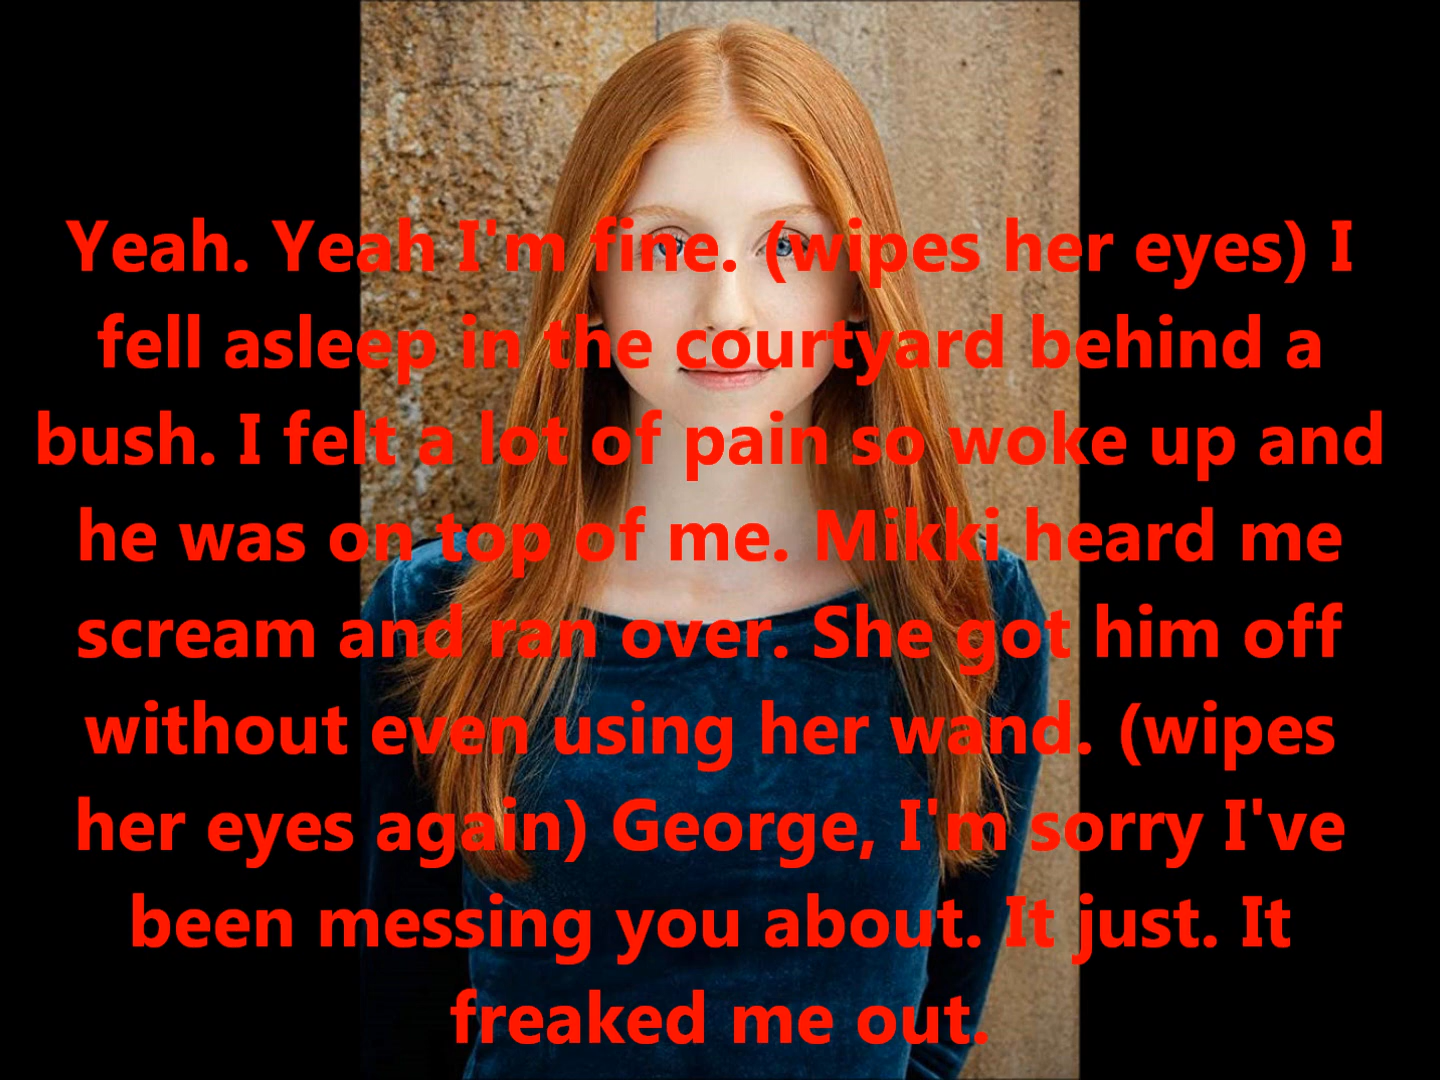 Yeah. Yeah I'm fine. (wipes her eyes) I
fell asleep in the courtyard behind a
bush. I felt a lot of pain so woke up and
he was on top of me. Mikki heard me
scream and ran over. She got him off
without even using her wand. (wipes
her eyes again) George, I'm sorry I've
been messing you about. It just. It
freaked me out.